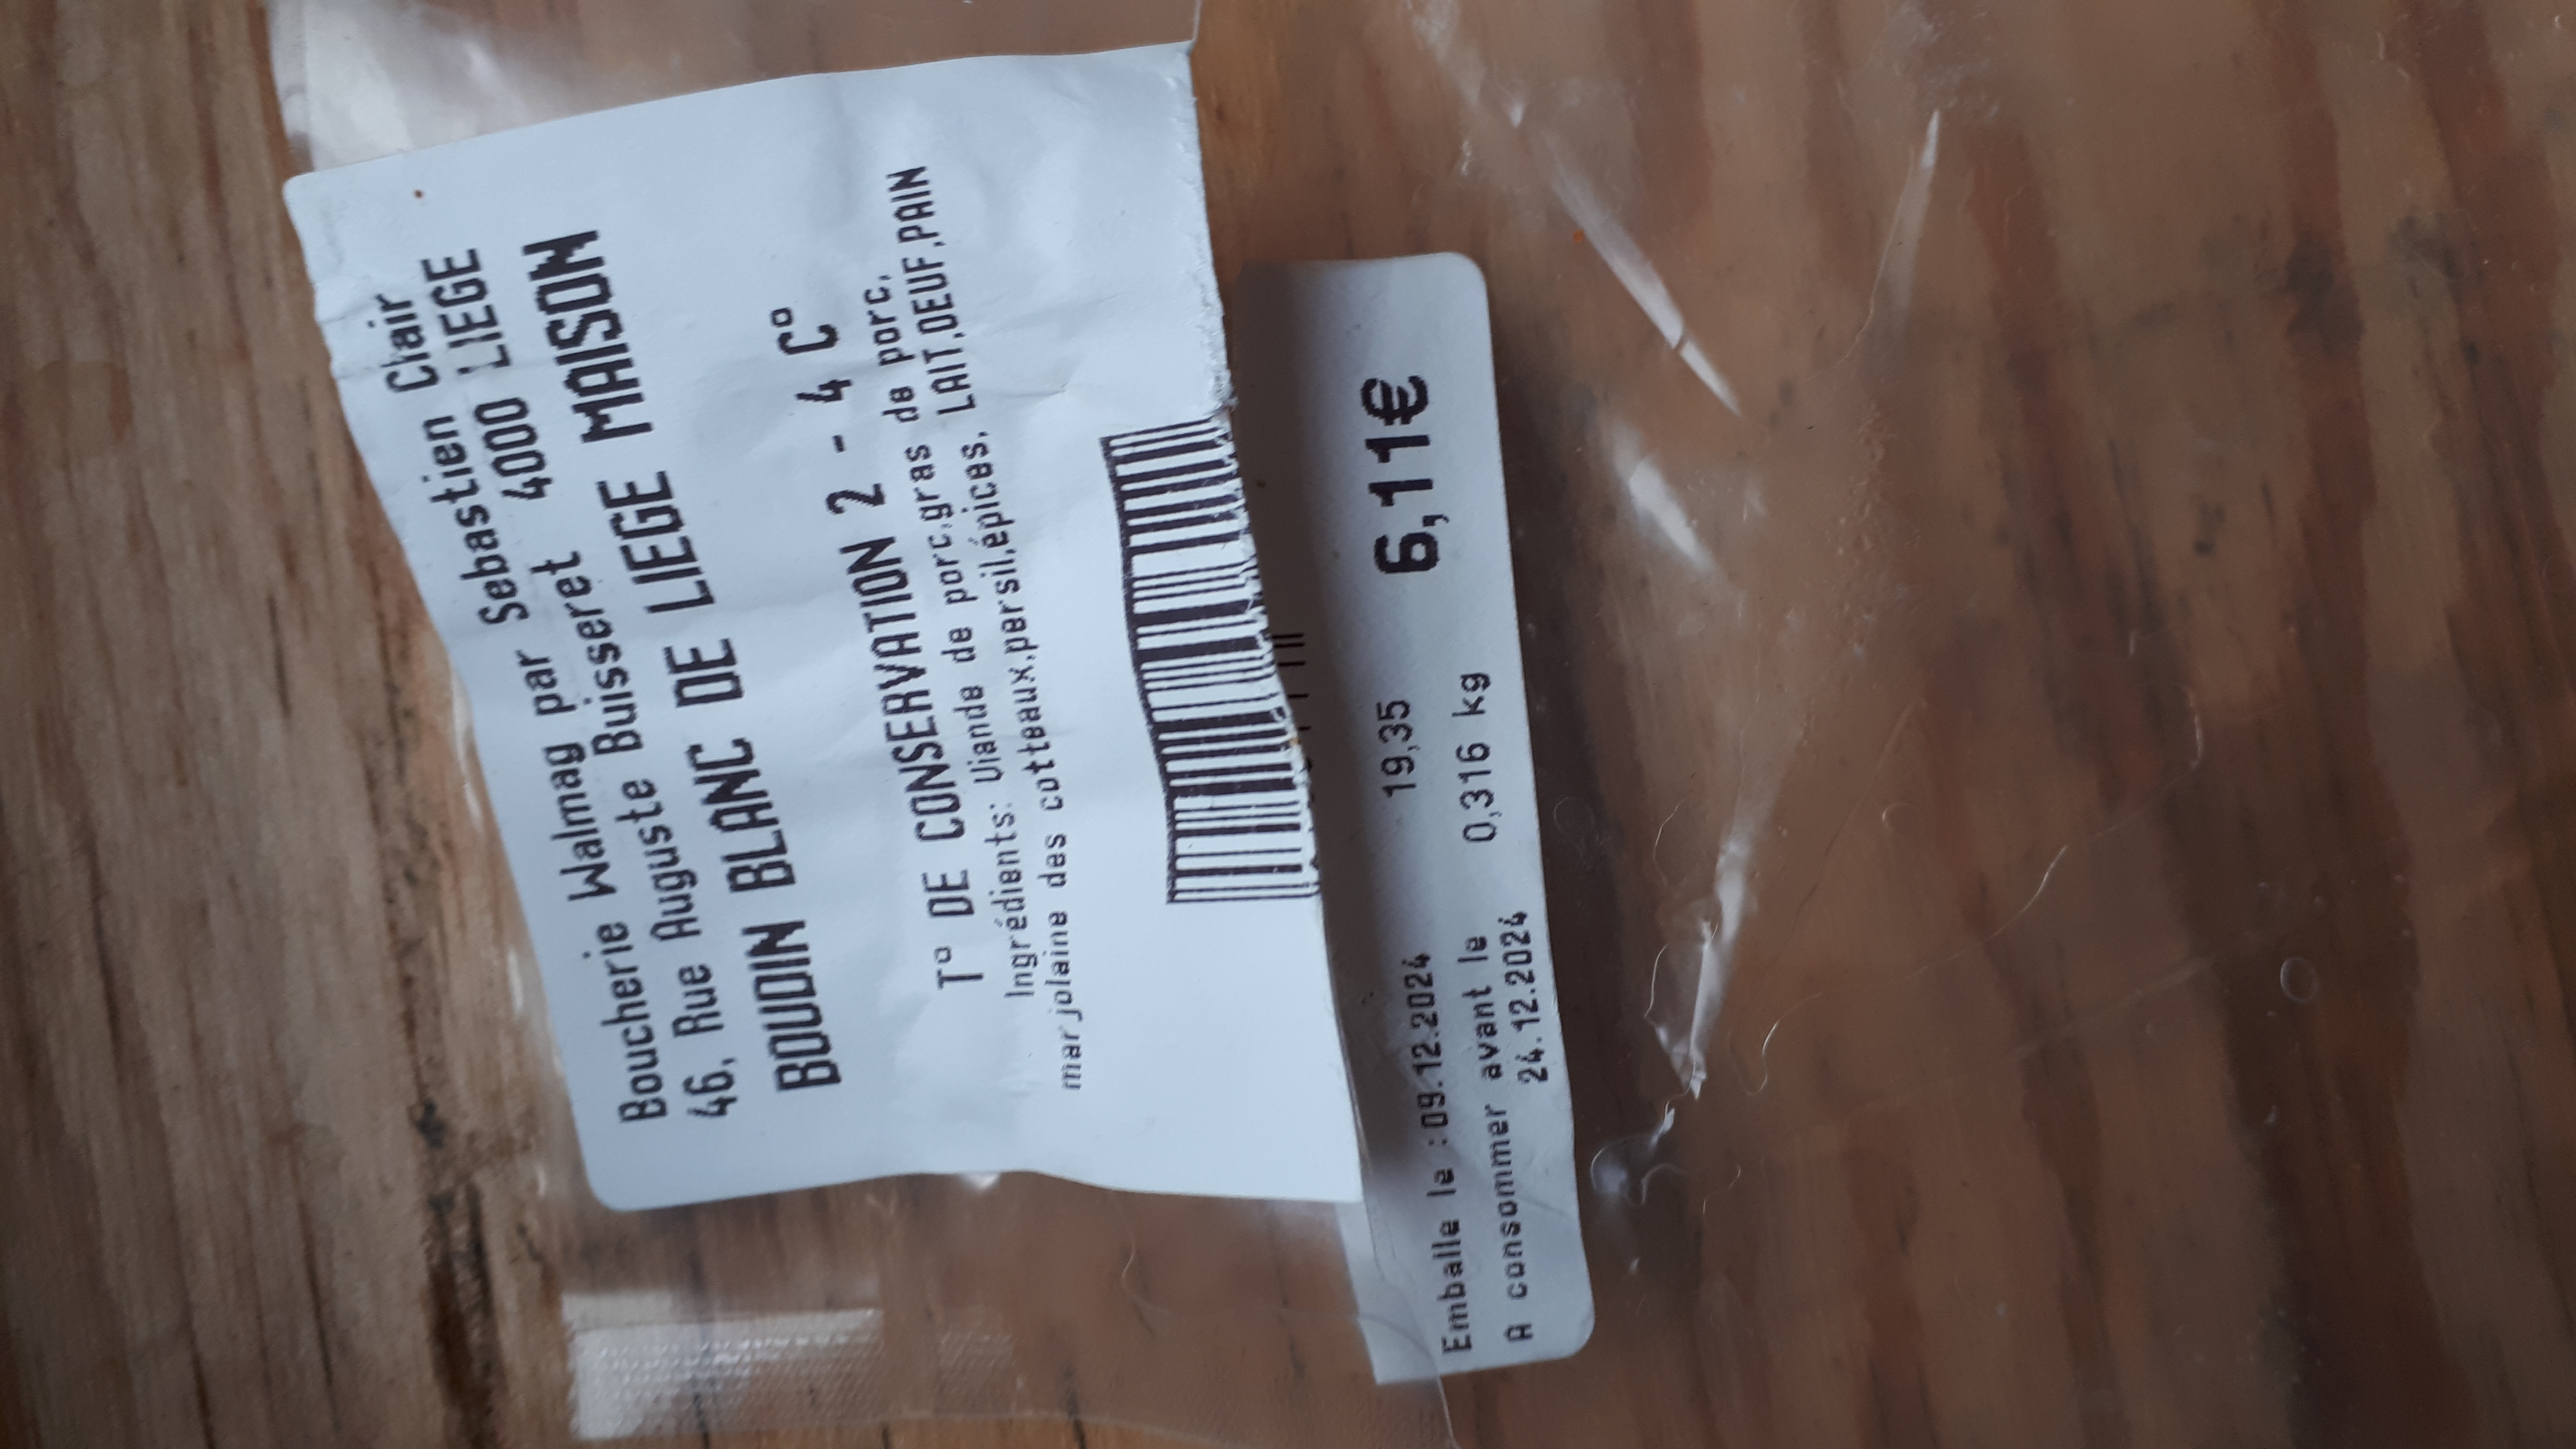 Boucherie Walmag par Sebastien Clair
46, Rue Auguste Buisseret 4000 LIEGE
BOUDIN BLANC DE LIEGE MAISON
T° DE CONSERVATION 2 - 4 C°
Ingrédients: Viande de porc,gras de porc,
marjolaine des cotteaux,persil,épices, LAIT,OEUF,PAIN
Emballe le :09.12.2024 19,35 6,11€
A consommer avant le 0,316 kg
24.12.2024